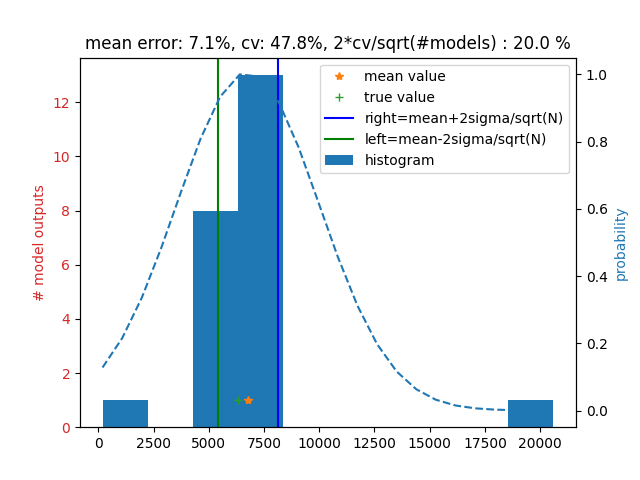 mean error: 7.1%, cv: 47.8%, 2*cv/sqrt(#models) : 20.0 %
mean value
true value
right=mean+2sigma/sqrt(N)
left=mean-2sigma/sqrt(N)
histogram
# model outputs
12
10
8
6
4
2
0
probability
1.0
0.8
0.6
0.4
0.2
0.0
0 2500 5000 7500 10000 12500 15000 17500 20000